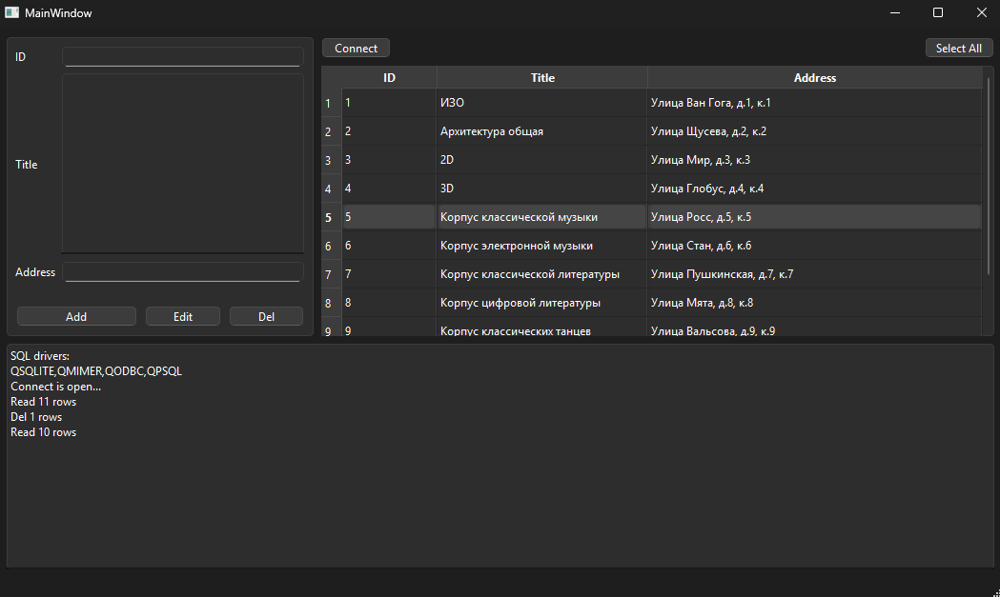 MainWindow
ID
Title
Address
Add Edit Del
Connect Select All
ID Title Address
1 1 ИЗО Улица Ван Гога, д.1, к.1
2 2 Архитектура общая Улица Щусева, д.2, к.2
3 3 2D Улица Мир, д.3, к.3
4 4 3D Улица Глобус, д.4, к.4
5 5 Корпус классической музыки Улица Росс, д.5, к.5
6 6 Корпус электронной музыки Улица Стан, д.6, к.6
7 7 Корпус классической литературы Улица Пушкинская, д.7, к.7
8 8 Корпус цифровой литературы Улица Мята, д.8, к.8
9 9 Корпус классических танцев Улица Вальсова, д.9, к.9
SQL drivers:
QSQLITE,QMIMER,QODBC,QPSQL
Connect is open...
Read 11 rows
Del 1 rows
Read 10 rows